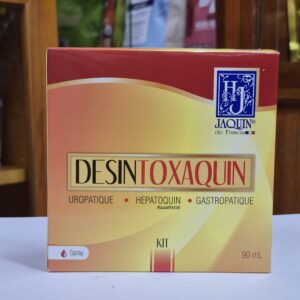 HJ
JAQUIN®
de France
DESINTOXAQUIN
UROPATIQUE • HEPATOQUIN • GASTROPATIQUE
essence
KIT
Spray
90 mL